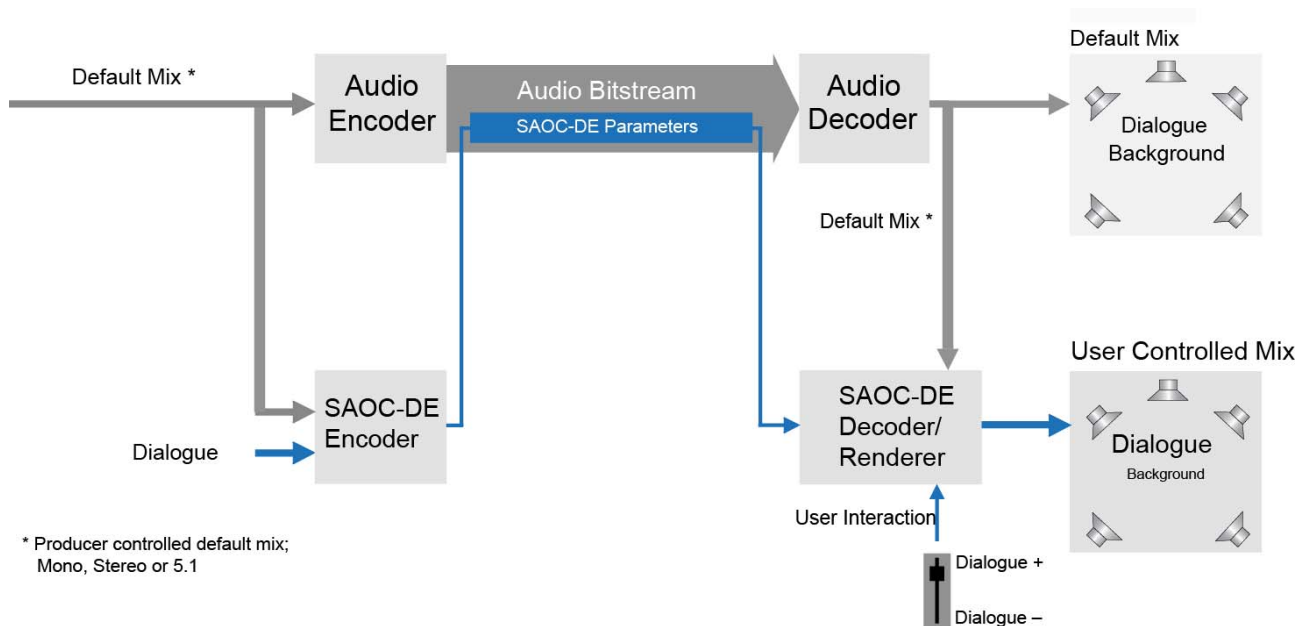 Default Mix *
Audio
Encoder
Audio Bitstream
SAOC-DE Parameters
Audio
Decoder
Default Mix
Dialogue
Background
Default Mix *
SAOC-DE
Encoder
Dialogue
SAOC-DE
Decoder/
Renderer
User Controlled Mix
Dialogue
Background
User Interaction
Dialogue +
Dialogue –
* Producer controlled default mix;
Mono, Stereo or 5.1